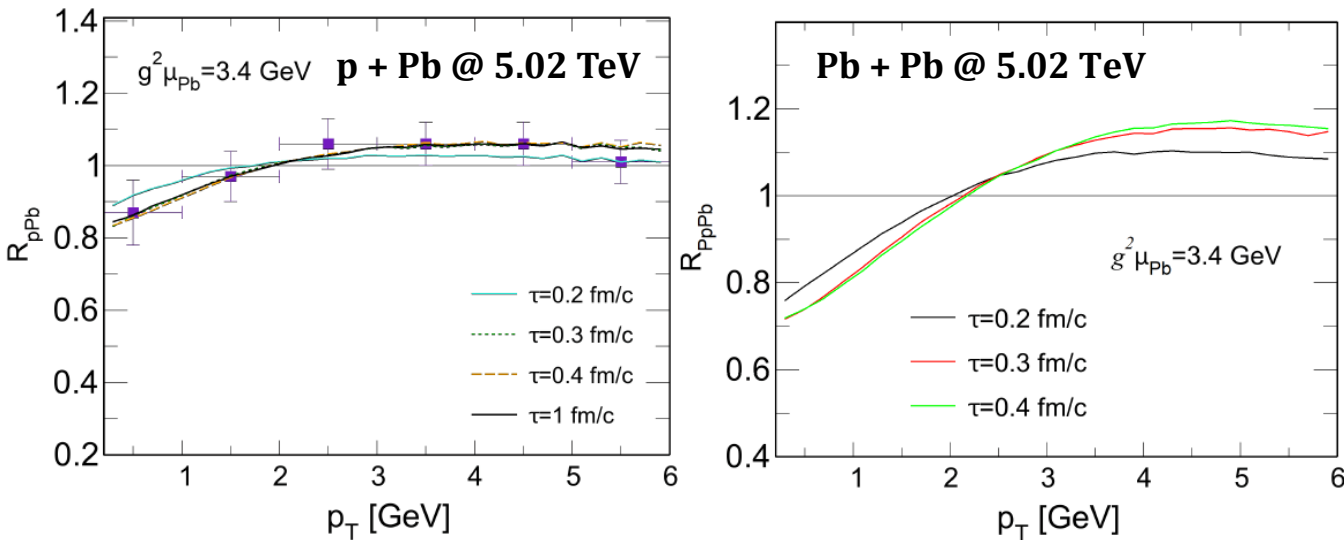 1.4
1.2
1
0.8
0.6
0.4
0.2
R_pPb
g²μ_Pb=3.4 GeV
p + Pb @ 5.02 TeV
τ=0.2 fm/c
τ=0.3 fm/c
τ=0.4 fm/c
τ=1 fm/c
1 2 3 4 5 6
p_T [GeV]
Pb + Pb @ 5.02 TeV
1.2
1
0.8
0.6
0.4
R_PpPb
g²μ_Pb=3.4 GeV
τ=0.2 fm/c
τ=0.3 fm/c
τ=0.4 fm/c
1 2 3 4 5 6
p_T [GeV]